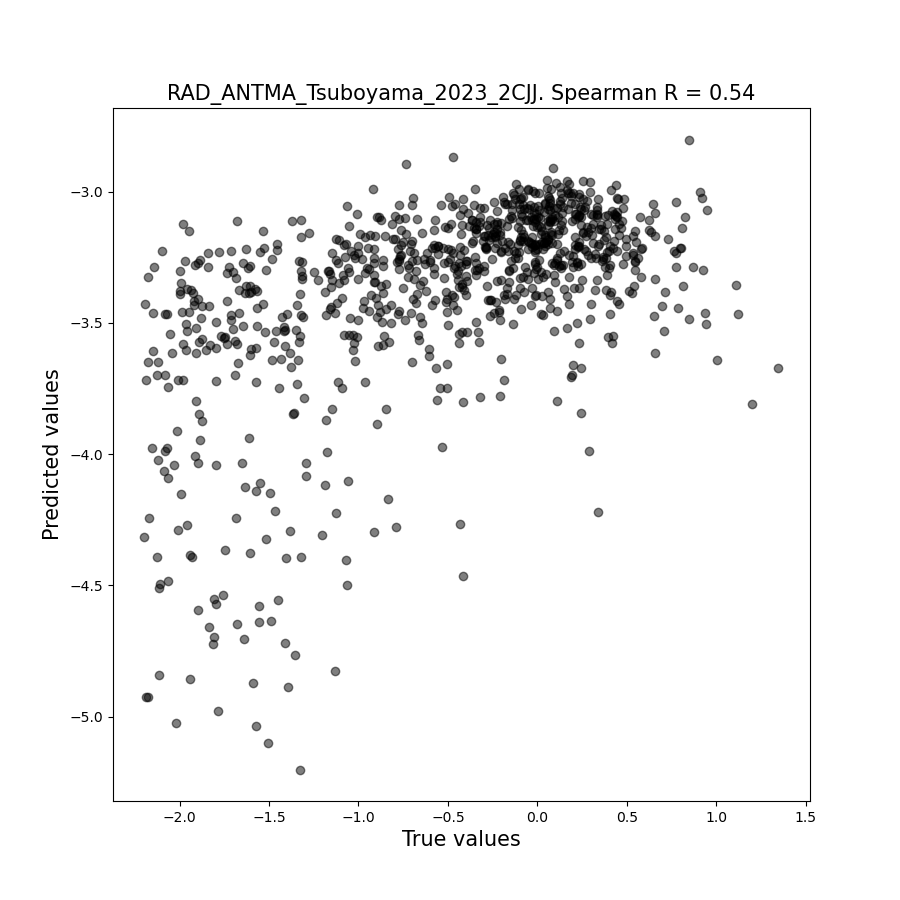 RAD_ANTMA_Tsuboyama_2023_2CJJ. Spearman R = 0.54
Predicted values
−3.0
−3.5
−4.0
−4.5
−5.0
−2.0 −1.5 −1.0 −0.5 0.0 0.5 1.0 1.5
True values